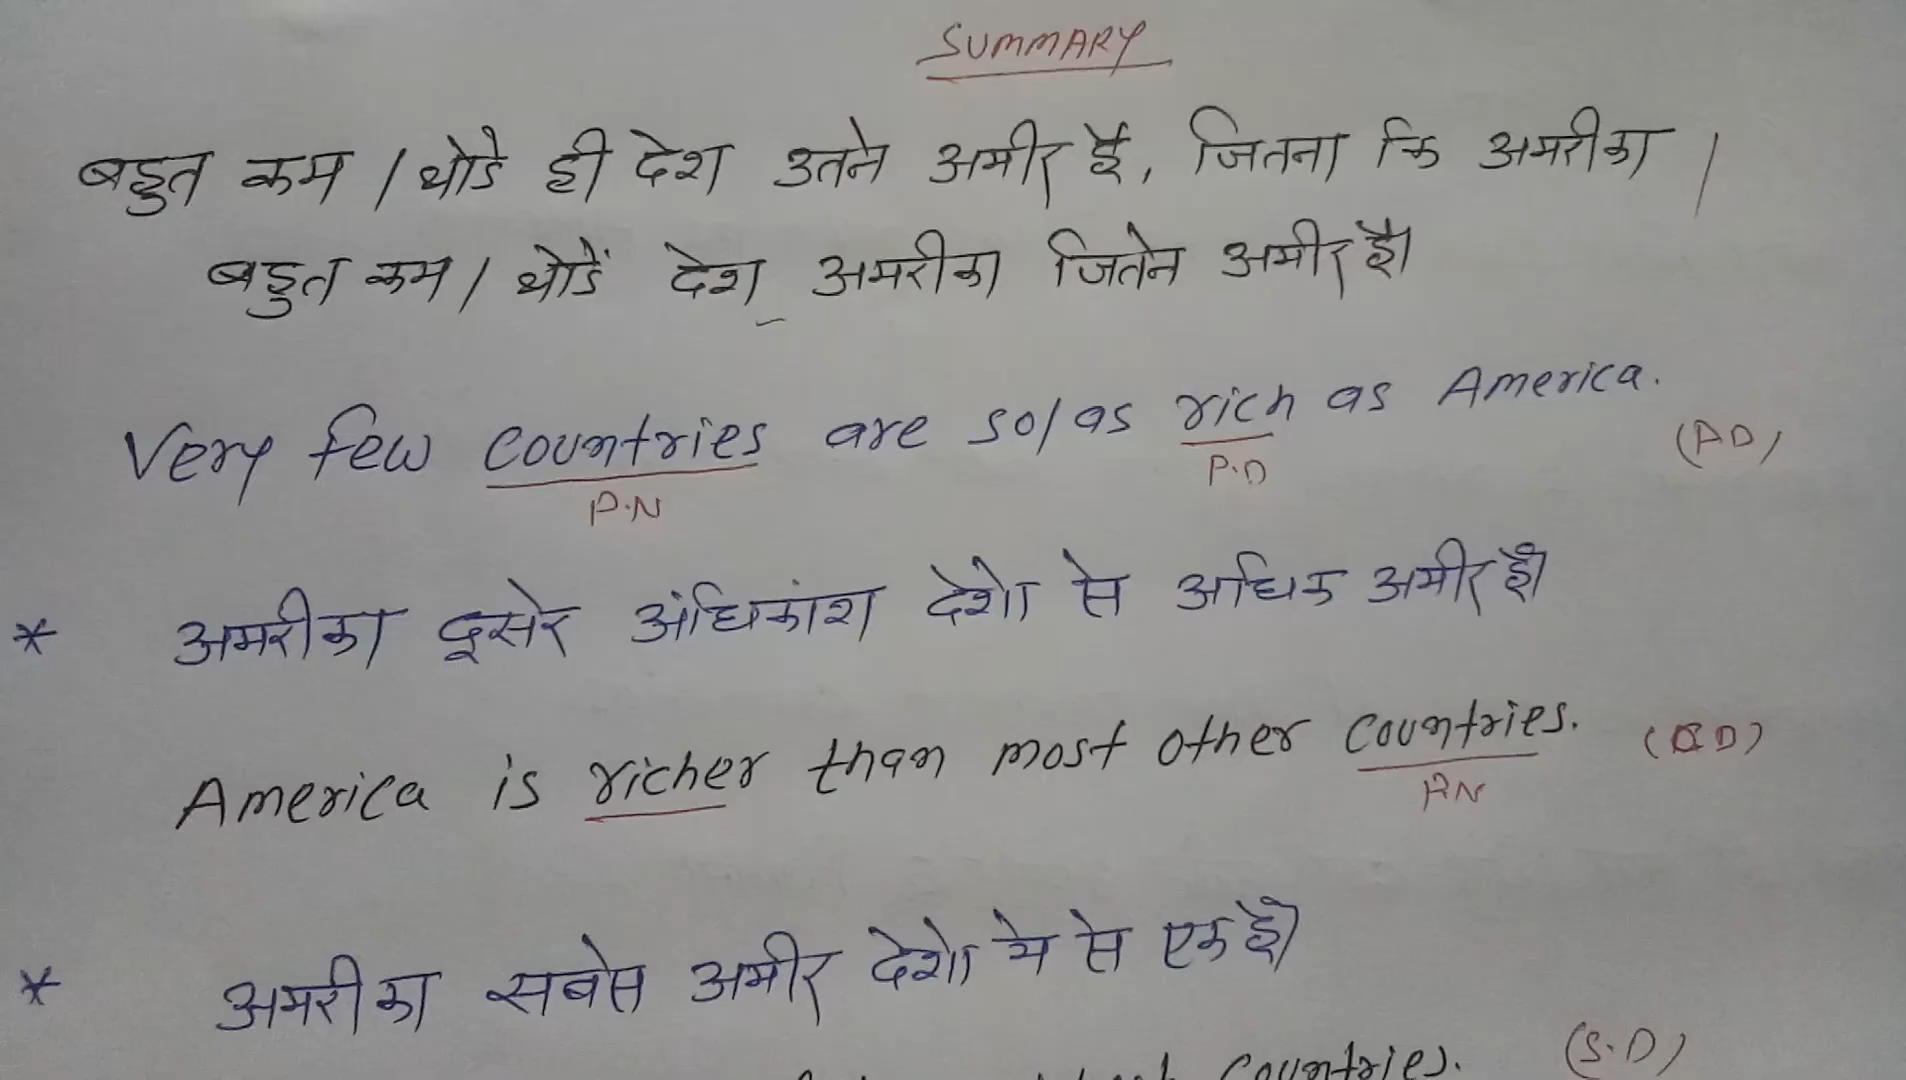 SUMMARY
बहुत कम / थोडे ही देश उतने अमीर हैं, जितना कि अमरीका |
बहुत कम / थोडें देश अमरीका जितने अमीर है।
Very few countries are so/as rich as America.
(P.D)
P.N P.D
* अमरीका दूसरे अंधिकांश देशो से अधिक अमीर है।
America is richer than most other countries. (C.D)
P.N
* अमरीका सबसे अमीर देशो मे से एक है।
countries. (S.D)